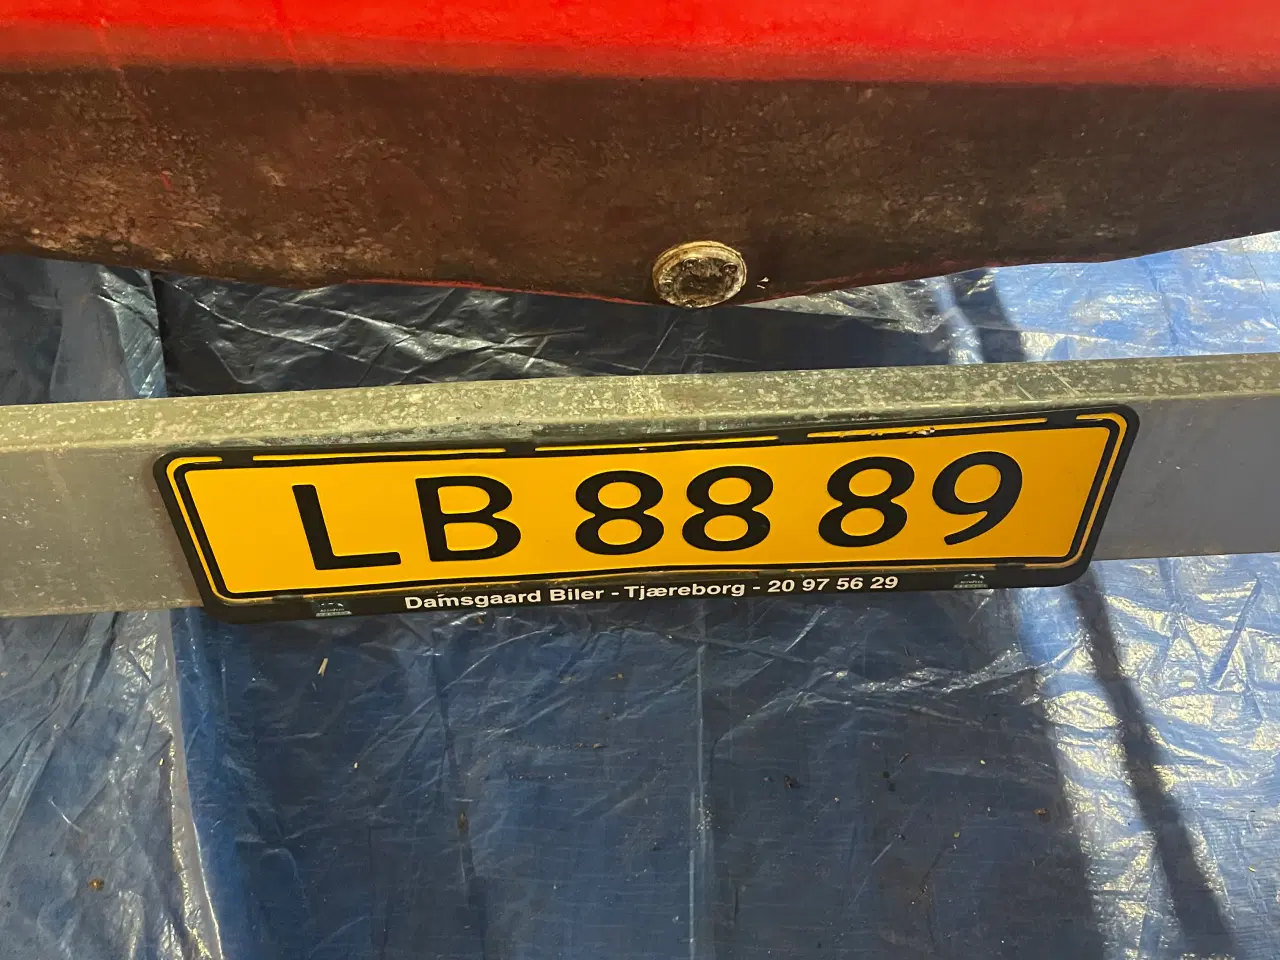 LB 88 89
Damsgaard Biler - Tjæreborg - 20 97 56 29